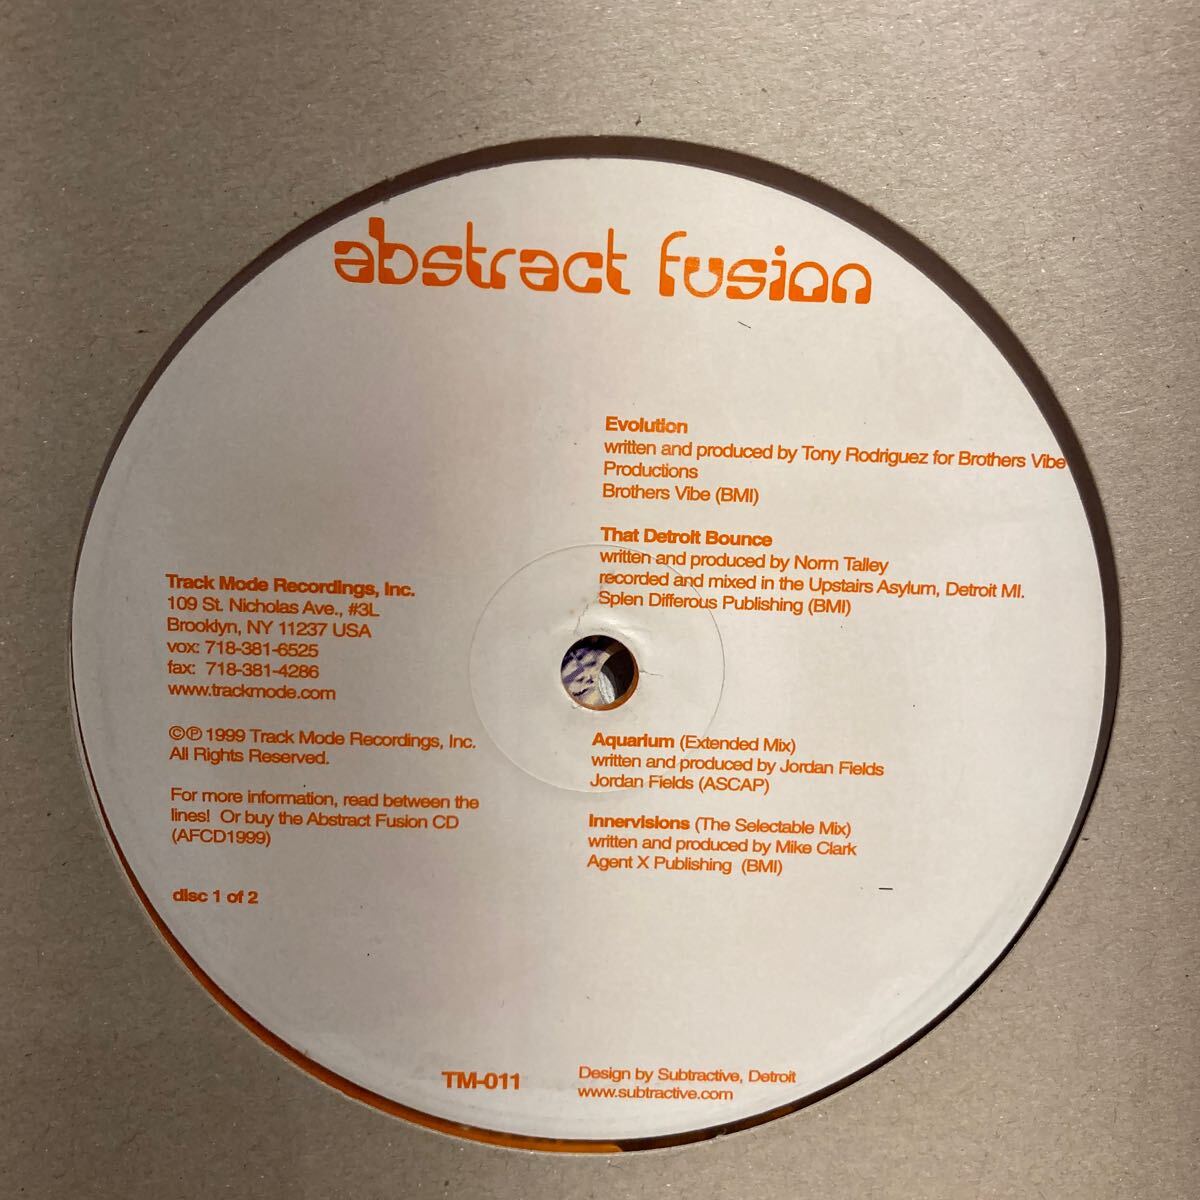 abstract fusion
Evolution
written and produced by Tony Rodriguez for Brothers Vibe
Productions
Brothers Vibe (BMI)
That Detroit Bounce
written and produced by Norm Talley
recorded and mixed in the Upstairs Asylum, Detroit MI.
Splen Differous Publishing (BMI)
Track Mode Recordings, Inc.
109 St. Nicholas Ave., #3L
Brooklyn, NY 11237 USA
vox: 718-381-6525
fax: 718-381-4286
www.trackmode.com
©℗ 1999 Track Mode Recordings, Inc.
All Rights Reserved.
For more information, read between the
lines! Or buy the Abstract Fusion CD
(AFCD1999)
disc 1 of 2
Aquarium (Extended Mix)
written and produced by Jordan Fields
Jordan Fields (ASCAP)
Innervisions (The Selectable Mix)
written and produced by Mike Clark
Agent X Publishing (BMI)
TM-011
Design by Subtractive, Detroit
www.subtractive.com